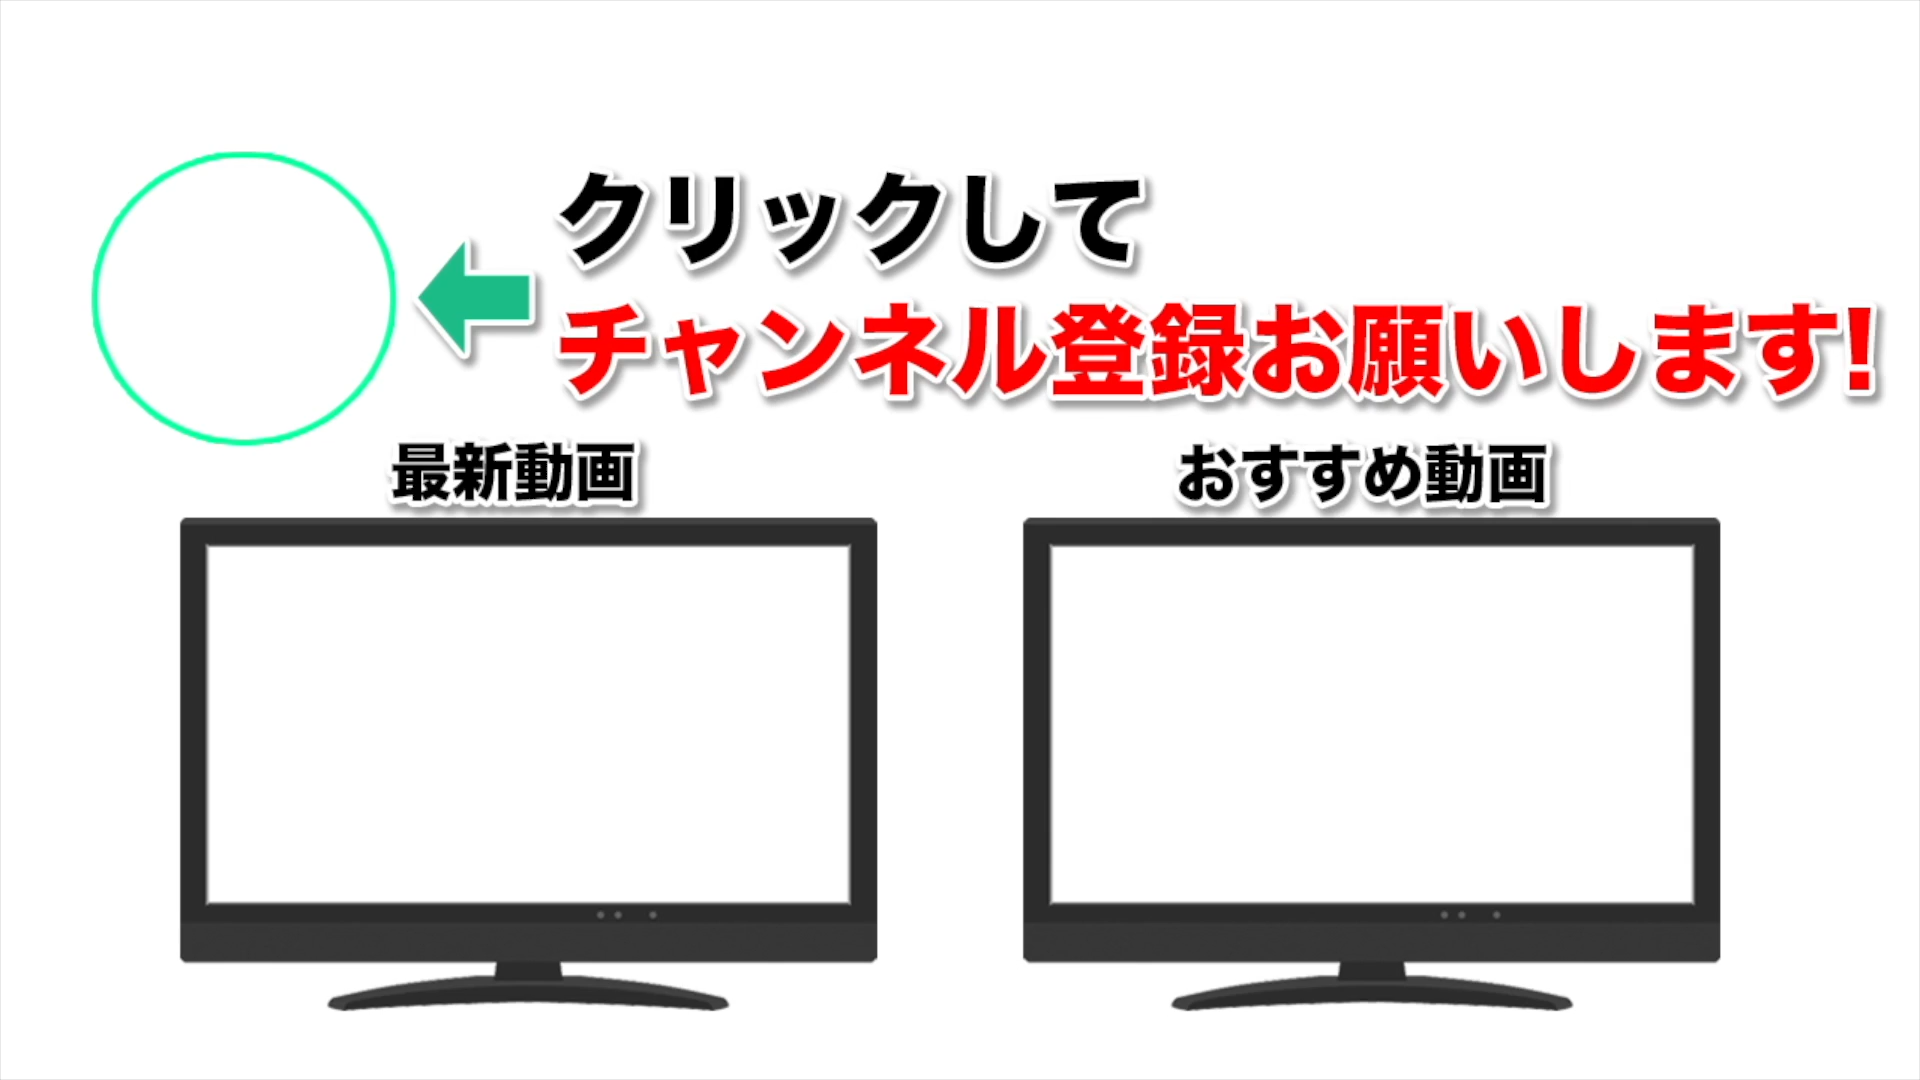 クリックして
チャンネル登録お願いします!
最新動画
おすすめ動画